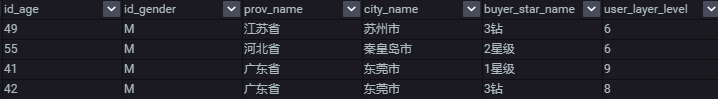 id_age id_gender prov_name city_name buyer_star_name user_layer_level
49 M 江苏省 苏州市 3钻 6
55 M 河北省 秦皇岛市 2星级 6
41 M 广东省 东莞市 1星级 9
42 M 广东省 东莞市 3钻 8